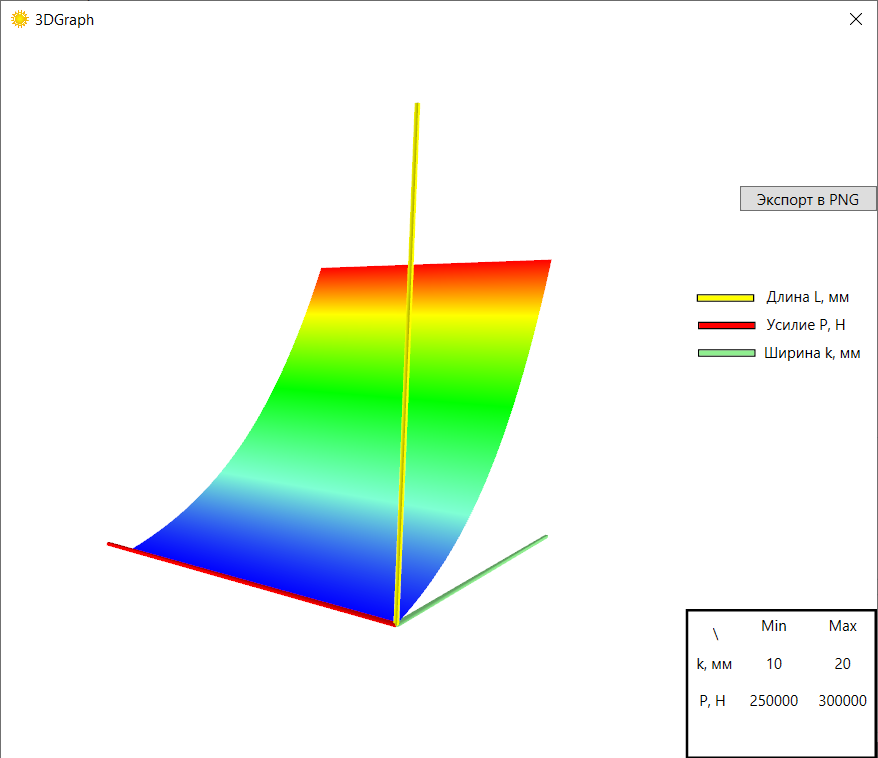 3DGraph
Экспорт в PNG
Длина L, мм
Усилие P, Н
Ширина k, мм
\ Min Max
k, мм 10 20
P, Н 250000 300000